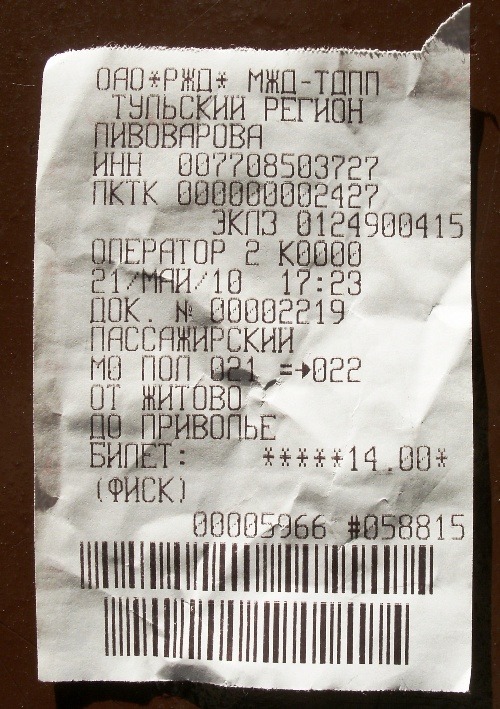 ОАО*РЖД* МЖД-ТДПП
ТУЛЬСКИЙ РЕГИОН
ПИВОВАРОВА
ИНН 007708503727
ПКТК 000000002427
ЭКЛЗ 0124900415
ОПЕРАТОР 2 К0000
21/МАЙ/10 17:23
ДОК. № 00002219
ПАССАЖИРСКИЙ
МО ПОЛ 021 =→022
ОТ ЖИТОВО
ДО ПРИВОЛЬЕ
БИЛЕТ: *****14.00*
(ФИСК)
00005966 #058815